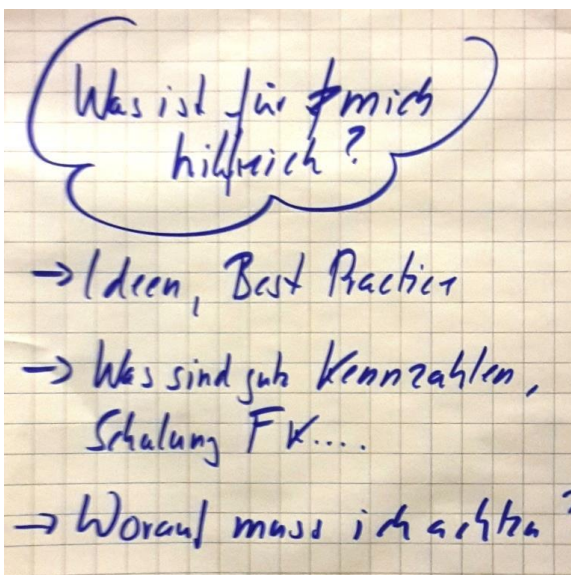 Was ist für mich
hilfreich?
→ Ideen, Best Practice
→ Was sind gute Kennzahlen,
Schulung FK....
→ Worauf muss ich achten?